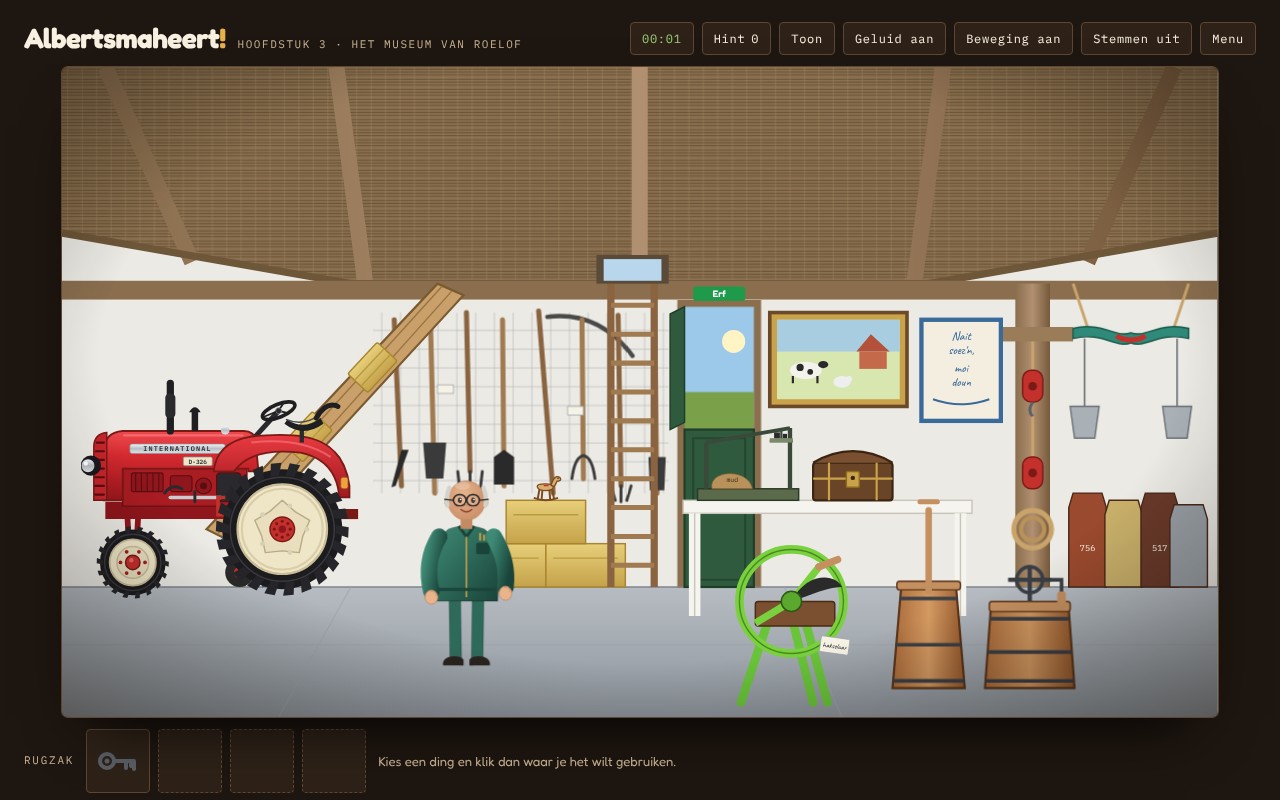 Albertsmaheert!
HOOFDSTUK 3 · HET MUSEUM VAN ROELOF
00:01
Hint 0
Toon
Geluid aan
Beweging aan
Stemmen uit
Menu
Erf
Nait
soez'n,
moi
doun
INTERNATIONAL
D-326
mud
756
517
hakselaar
RUGZAK
Kies een ding en klik dan waar je het wilt gebruiken.